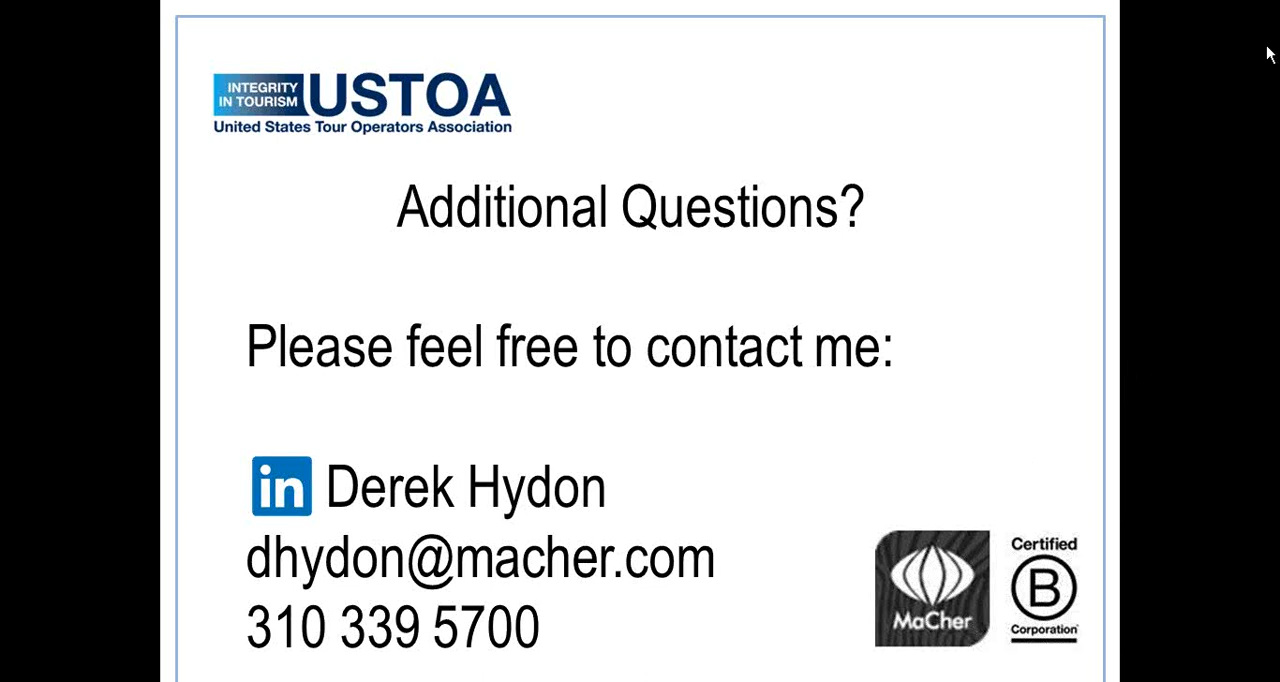 INTEGRITY
IN TOURISM
USTOA
United States Tour Operators Association
Additional Questions?
Please feel free to contact me:
in Derek Hydon
dhydon@macher.com
310 339 5700
MaCher
Certified
B
Corporation